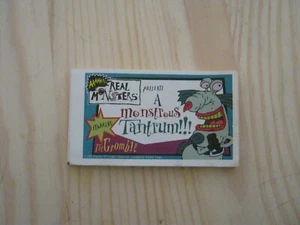 AAAHH!!!
REAL
MONSTERS
presents
A
monstrous
Tantrum!!!
STARRING
The Gromble